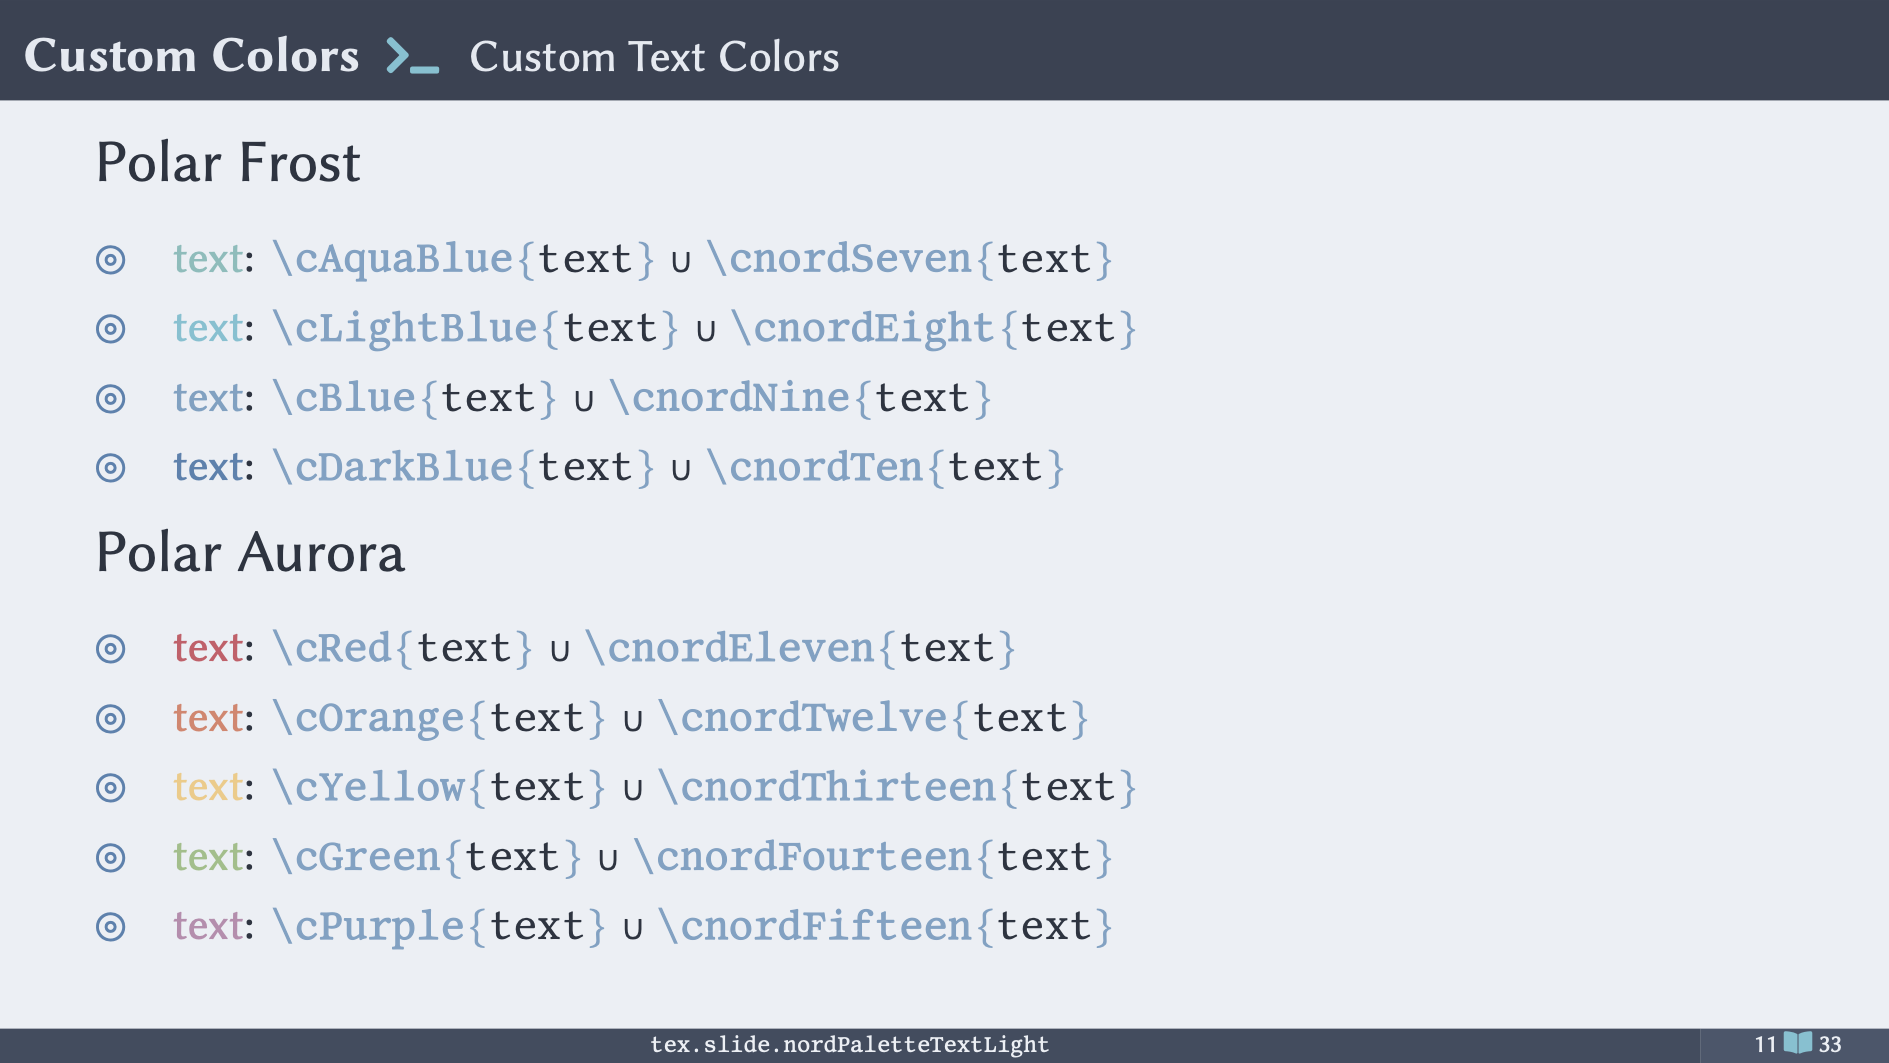 Custom Colors >_ Custom Text Colors
Polar Frost
◎ text: \cAquaBlue{text} ∪ \cnordSeven{text}
◎ text: \cLightBlue{text} ∪ \cnordEight{text}
◎ text: \cBlue{text} ∪ \cnordNine{text}
◎ text: \cDarkBlue{text} ∪ \cnordTen{text}
Polar Aurora
◎ text: \cRed{text} ∪ \cnordEleven{text}
◎ text: \cOrange{text} ∪ \cnordTwelve{text}
◎ text: \cYellow{text} ∪ \cnordThirteen{text}
◎ text: \cGreen{text} ∪ \cnordFourteen{text}
◎ text: \cPurple{text} ∪ \cnordFifteen{text}
tex.slide.nordPaletteTextLight
11 33